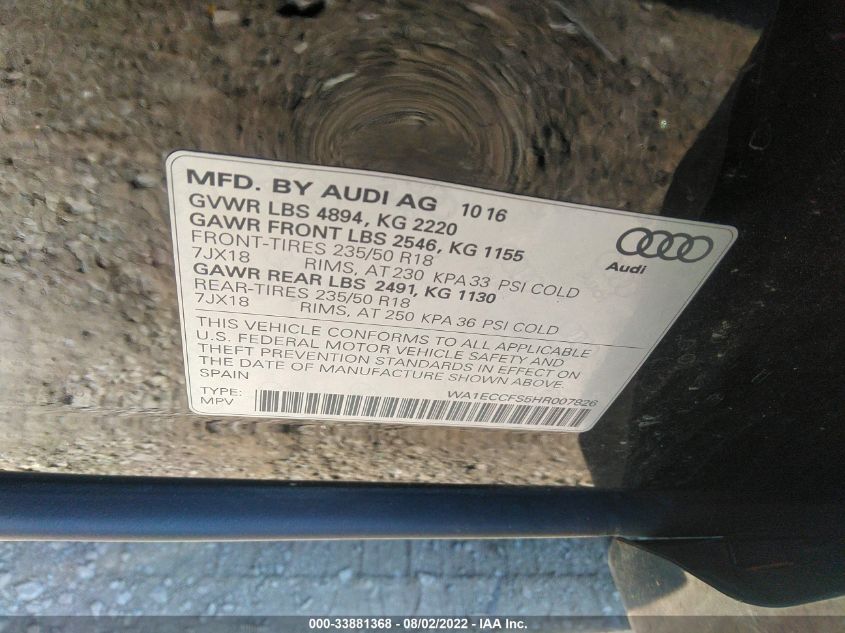 MFD. BY AUDI AG 10 16
GVWR LBS 4894, KG 2220
GAWR FRONT LBS 2546, KG 1155
FRONT-TIRES 235/50 R18
7JX18 RIMS, AT 230 KPA 33 PSI COLD
GAWR REAR LBS 2491, KG 1130
REAR-TIRES 235/50 R18
7JX18 RIMS, AT 250 KPA 36 PSI COLD
Audi
THIS VEHICLE CONFORMS TO ALL APPLICABLE
U.S. FEDERAL MOTOR VEHICLE SAFETY AND
THEFT PREVENTION STANDARDS IN EFFECT ON
THE DATE OF MANUFACTURE SHOWN ABOVE.
SPAIN
TYPE: WA1ECCFS5HR007826
MPV
000-33881368 - 08/02/2022 - IAA Inc.